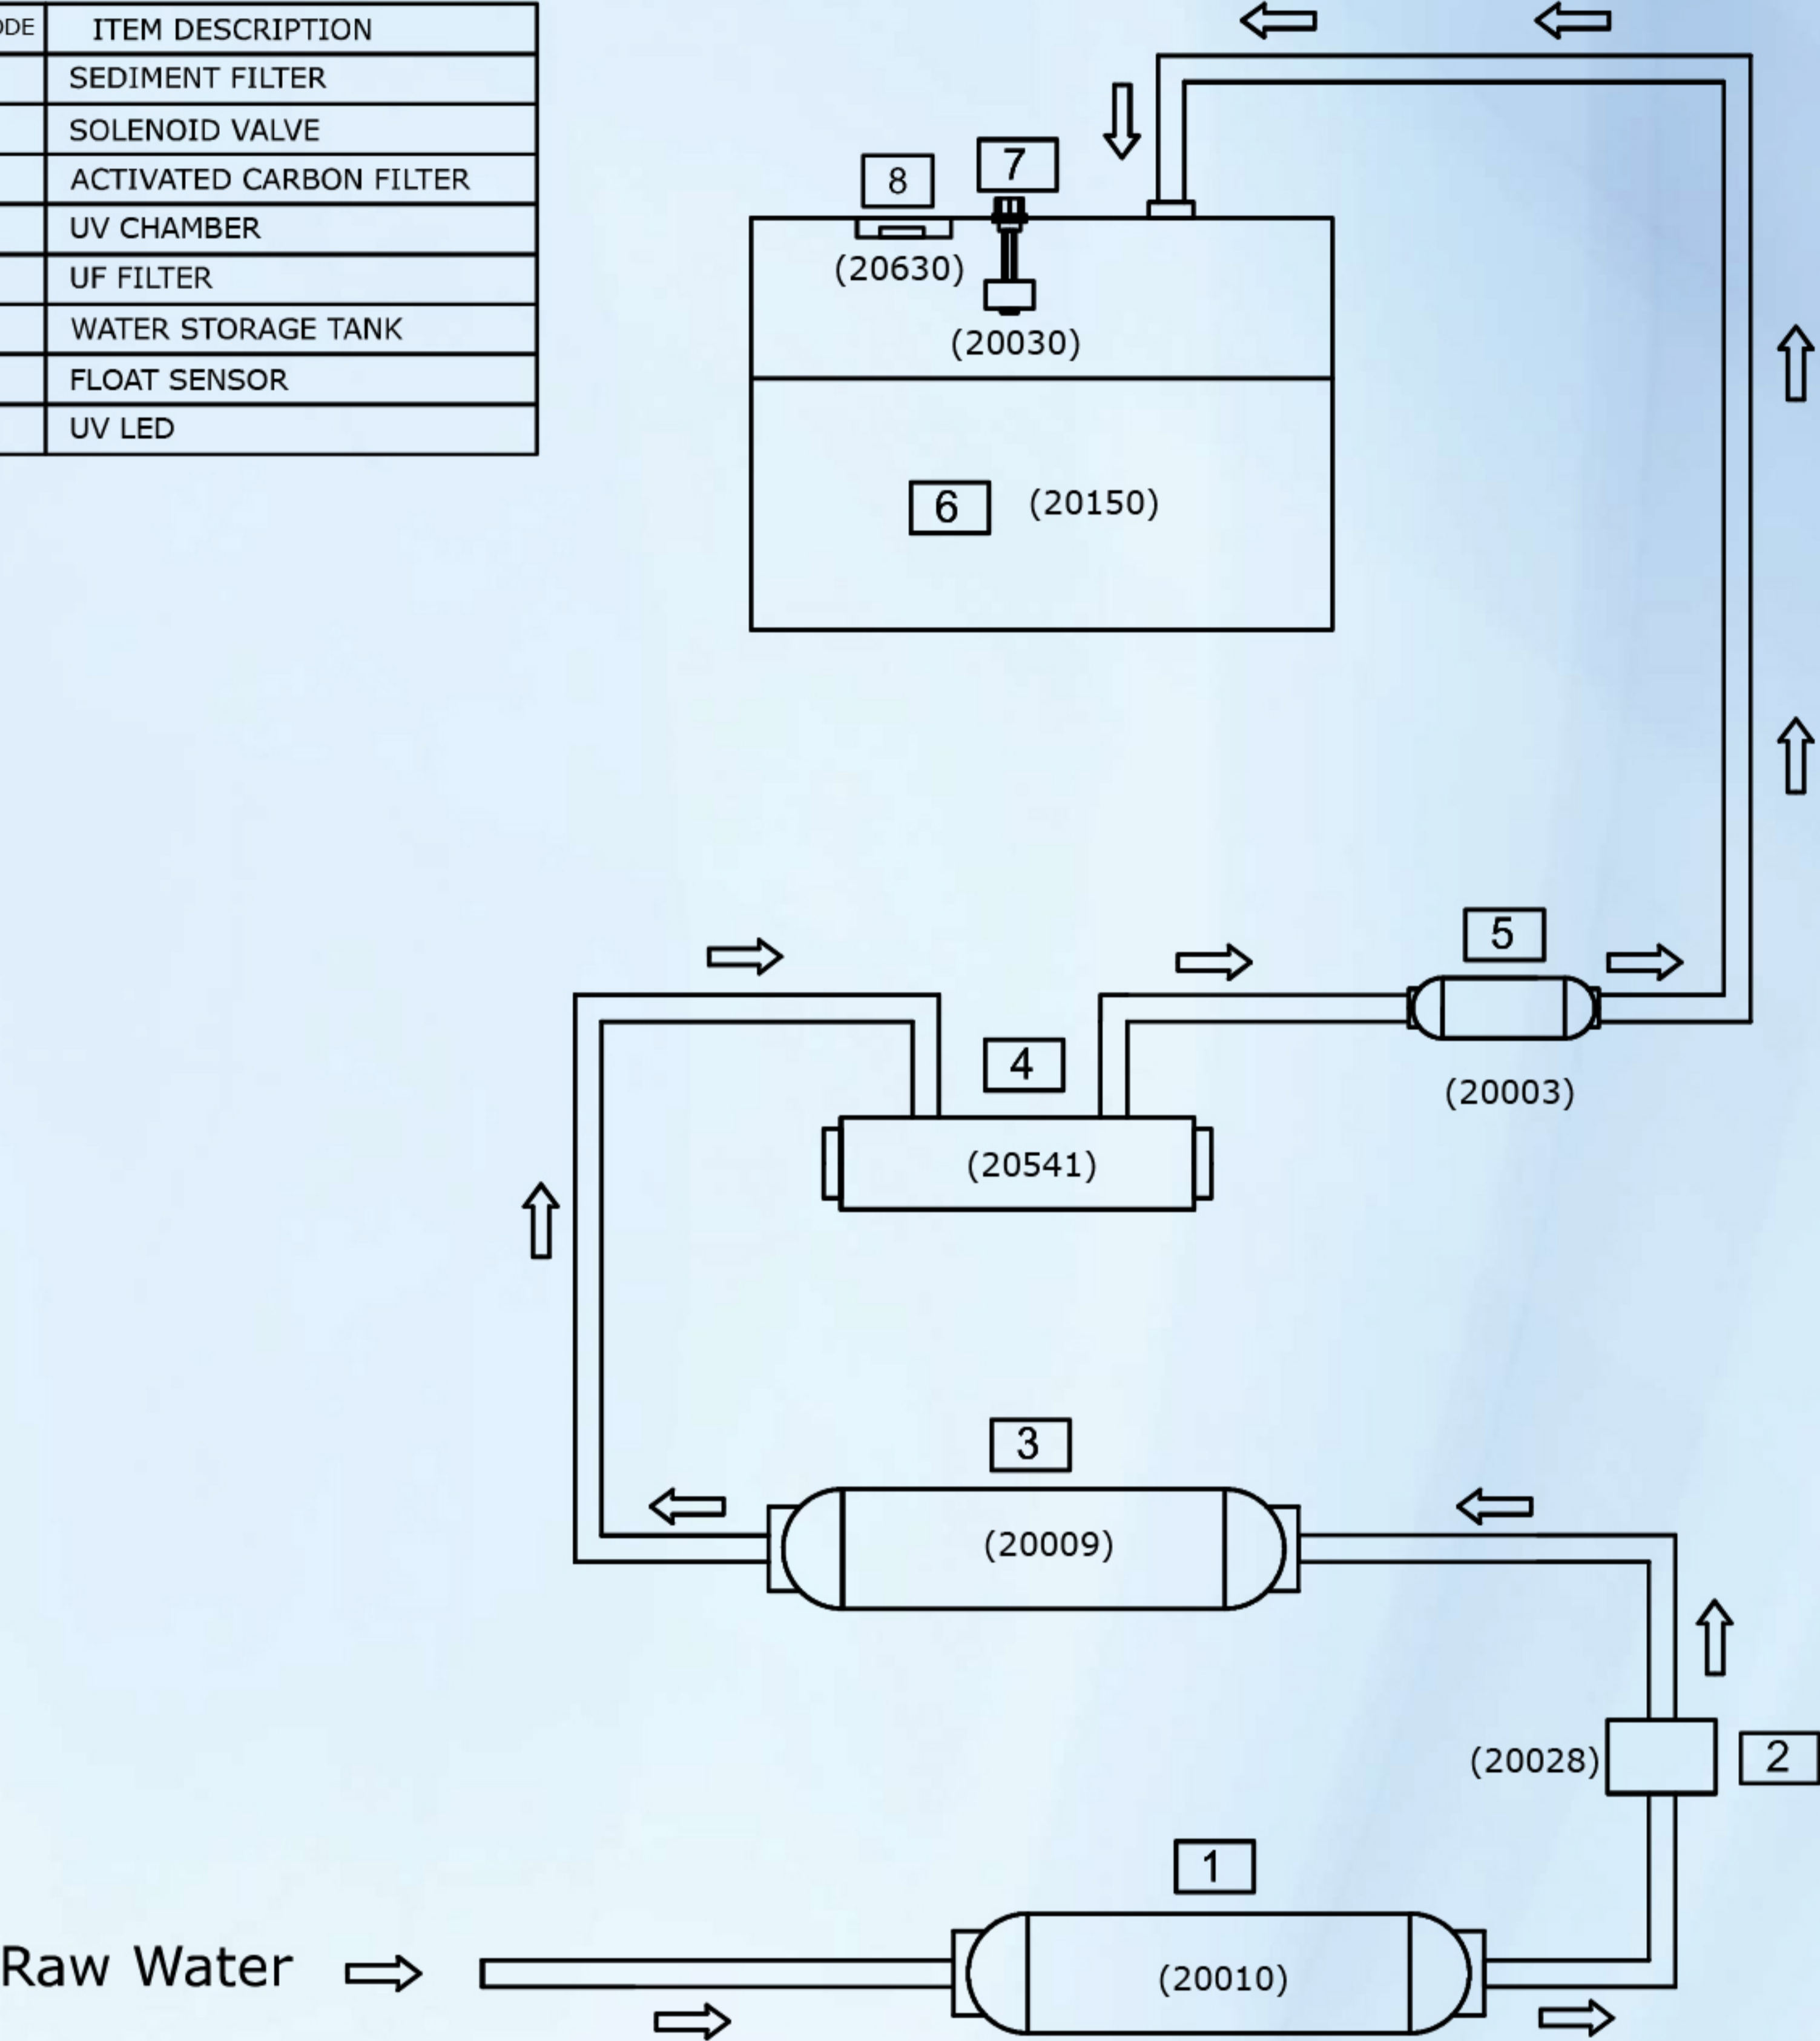 ODE ITEM DESCRIPTION
SEDIMENT FILTER
SOLENOID VALVE
ACTIVATED CARBON FILTER
UV CHAMBER
UF FILTER
WATER STORAGE TANK
FLOAT SENSOR
UV LED
7
8
(20630)
(20030)
6 (20150)
5
4
(20003)
(20541)
3
(20009)
(20028) 2
1
Raw Water
(20010)